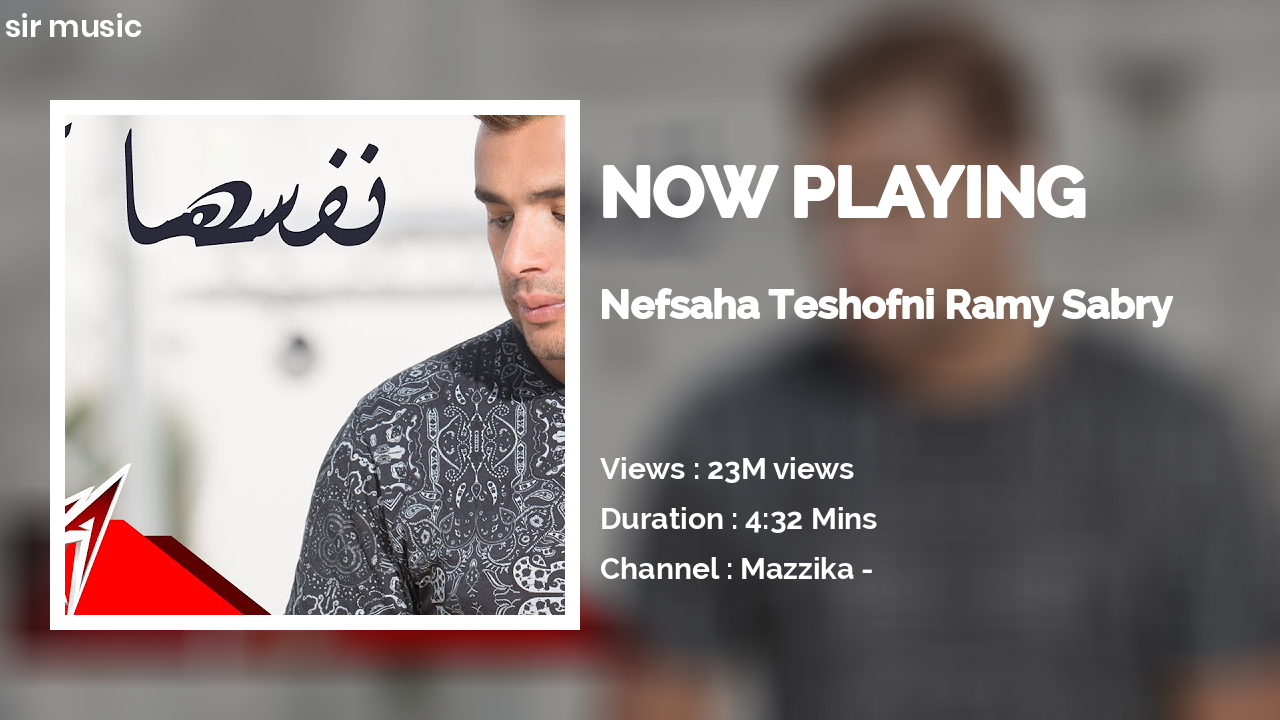 sir music
نفسها
NOW PLAYING
Nefsaha Teshofni Ramy Sabry
Views : 23M views
Duration : 4:32 Mins
Channel : Mazzika -